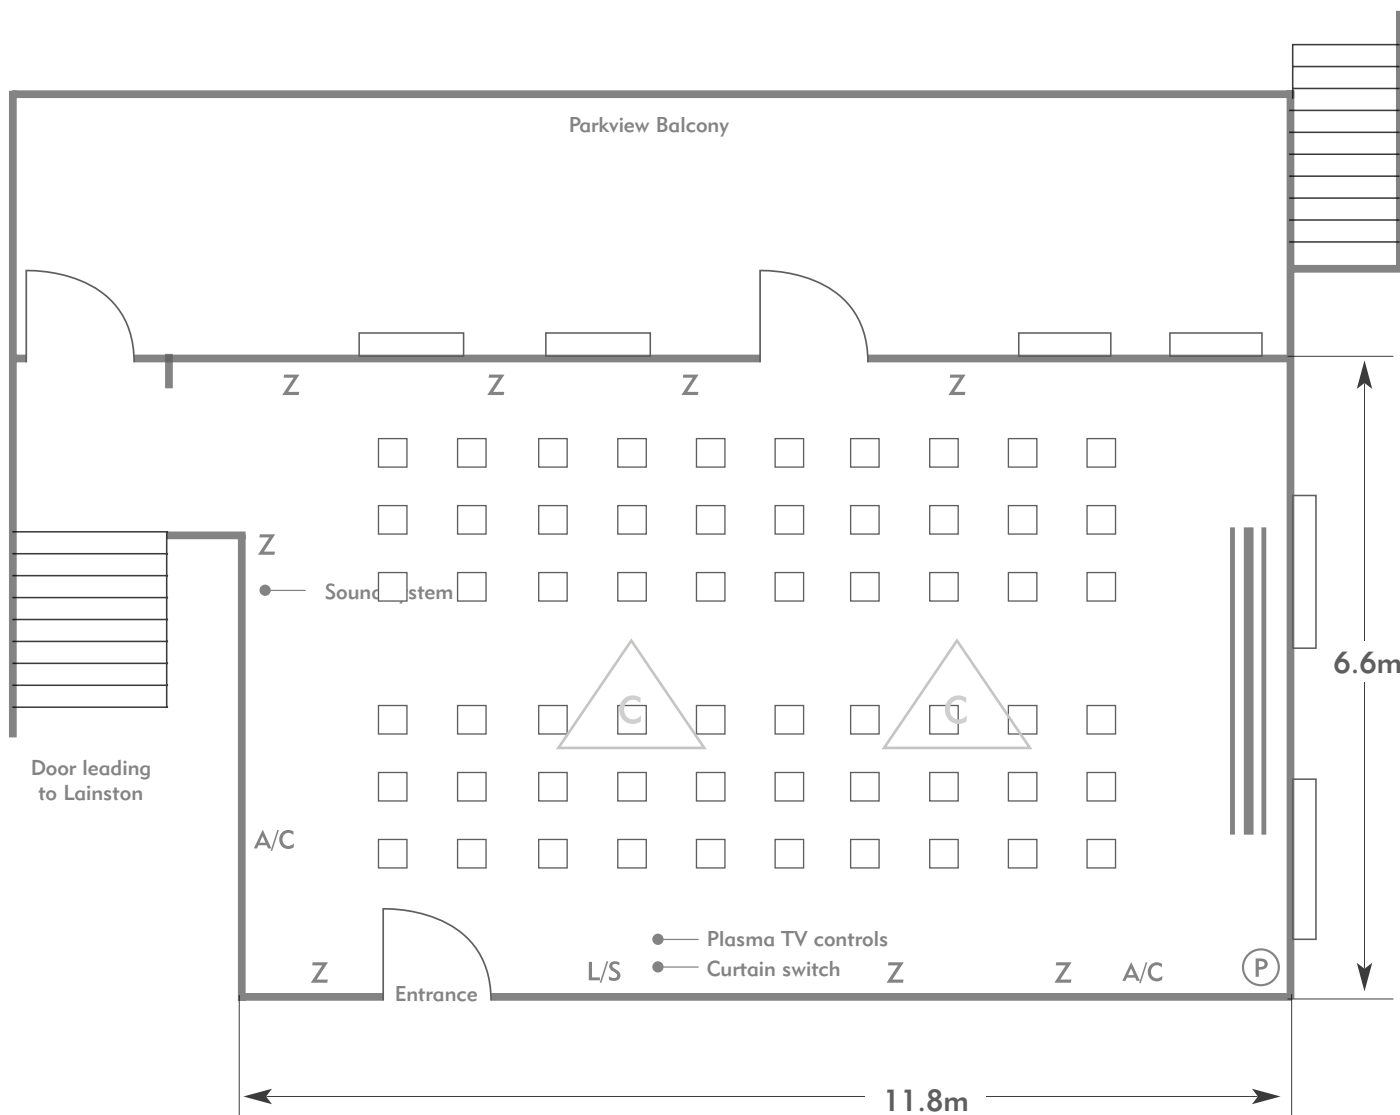 Parkview Balcony
Z
Z
Z
Z
Z
Sound system
6.6m
C
C
Door leading
to Lainston
A/C
Plasma TV controls
Z
L/S
Curtain switch
Z
Z
A/C
P
Entrance
11.8m